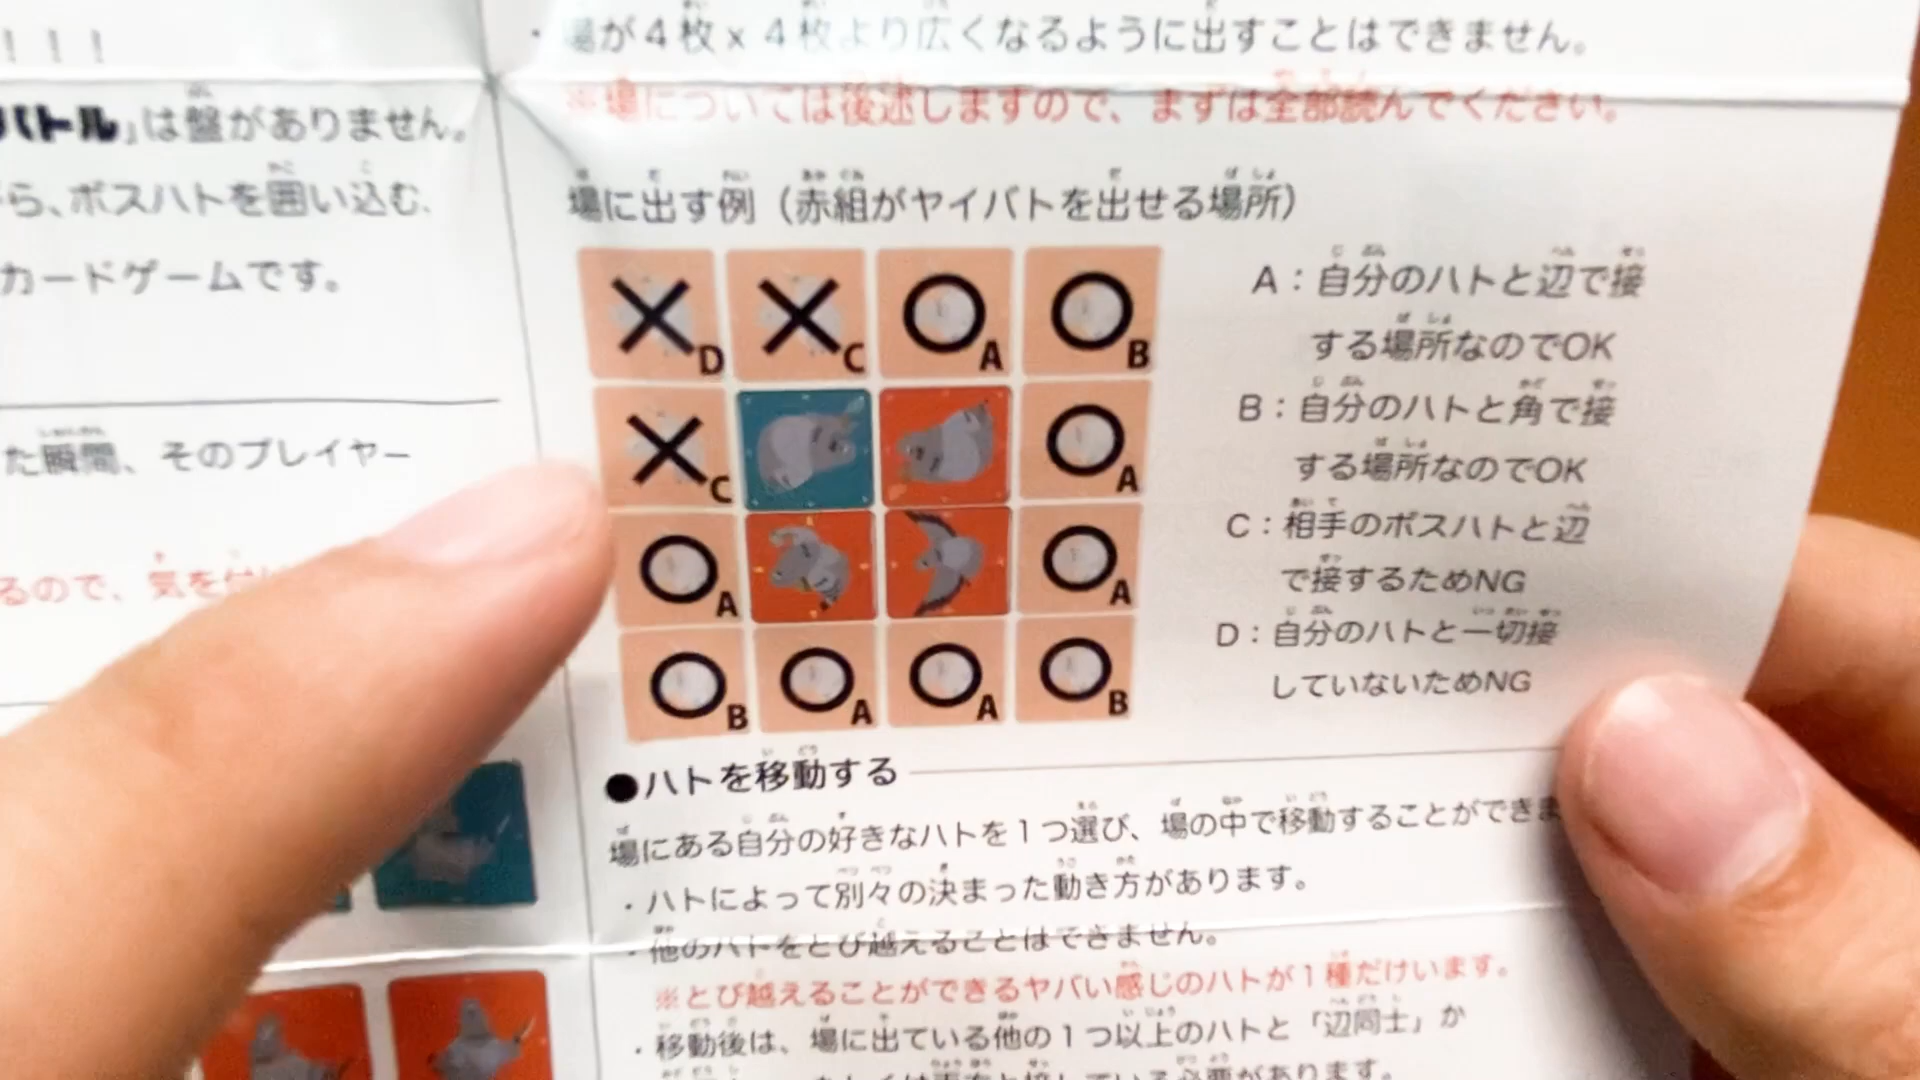 ！！！
バトル」は盤がありません。
ら、ボスハトを囲い込む、
カードゲームです。
た瞬間、そのプレイヤー
るので、気を付け
・場が4枚x4枚より広くなるように出すことはできません。
※場については後述しますので、まずは全部読んでください。
場に出す例（赤組がヤイバトを出せる場所）
D C A B
C A
A A
B A A B
A：自分のハトと辺で接
する場所なのでOK
B：自分のハトと角で接
する場所なのでOK
C：相手のボスハトと辺
で接するためNG
D：自分のハトと一切接
していないためNG
●ハトを移動する
場にある自分の好きなハトを1つ選び、場の中で移動することができま
・ハトによって別々の決まった動き方があります。
・他のハトをとび越えることはできません。
※とび越えることができるヤバい感じのハトが1種だけいます。
・移動後は、場に出ている他の1つ以上のハトと「辺同士」か
接している必要があります。